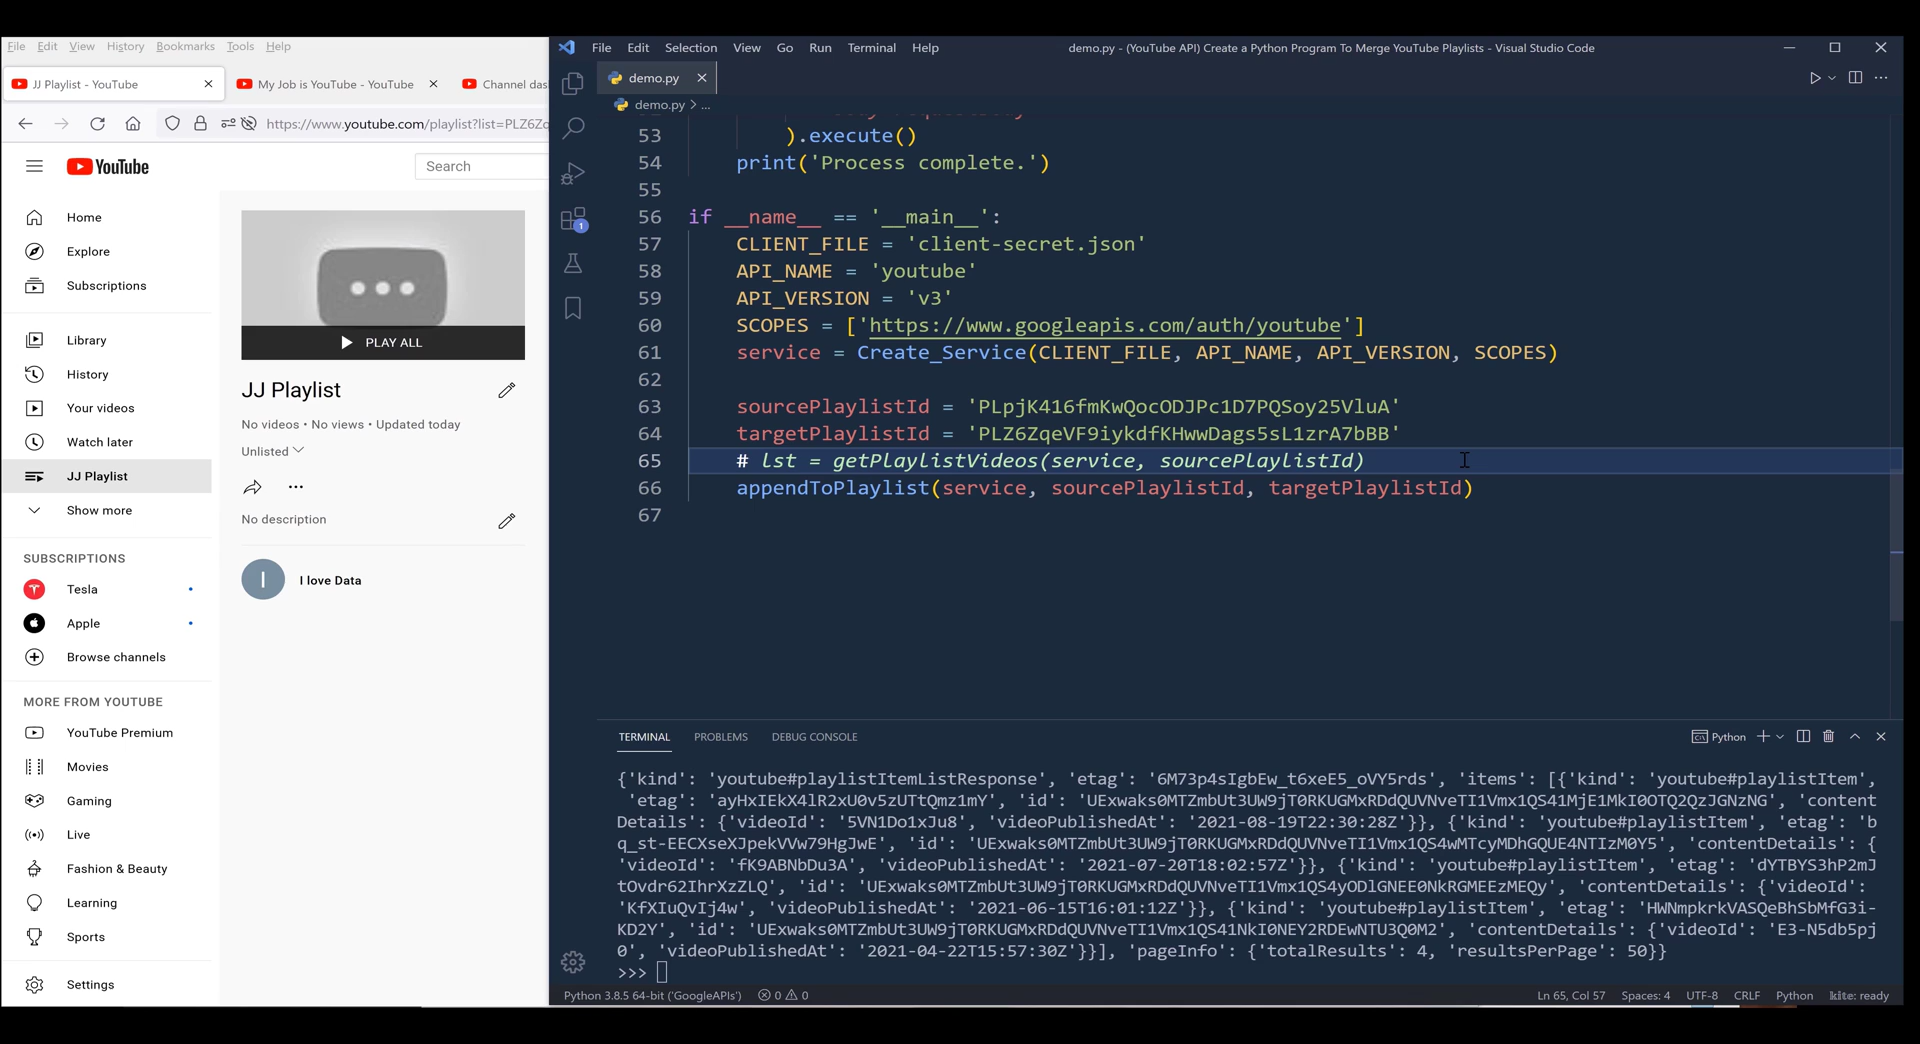 File Edit View History Bookmarks Tools Help
JJ Playlist - YouTube
My Job is YouTube - YouTube
Channel das
https://www.youtube.com/playlist?list=PLZ6Zq
YouTube
Search
Home
Explore
Subscriptions
Library
History
Your videos
Watch later
JJ Playlist
Show more
SUBSCRIPTIONS
Tesla
Apple
Browse channels
MORE FROM YOUTUBE
YouTube Premium
Movies
Gaming
Live
Fashion & Beauty
Learning
Sports
Settings
PLAY ALL
JJ Playlist
No videos • No views • Updated today
Unlisted
No description
I
I love Data
File Edit Selection View Go Run Terminal Help
demo.py - (YouTube API) Create a Python Program To Merge YouTube Playlists - Visual Studio Code
demo.py
demo.py > ...
1
53 ).execute()
54 print('Process complete.')
55
56 if __name__ == '__main__':
57 CLIENT_FILE = 'client-secret.json'
58 API_NAME = 'youtube'
59 API_VERSION = 'v3'
60 SCOPES = ['https://www.googleapis.com/auth/youtube']
61 service = Create_Service(CLIENT_FILE, API_NAME, API_VERSION, SCOPES)
62
63 sourcePlaylistId = 'PLpjK416fmKwQocODJPc1D7PQSoy25VluA'
64 targetPlaylistId = 'PLZ6ZqeVF9iykdfKHwwDags5sL1zrA7bBB'
65 # lst = getPlaylistVideos(service, sourcePlaylistId)
66 appendToPlaylist(service, sourcePlaylistId, targetPlaylistId)
67
TERMINAL PROBLEMS DEBUG CONSOLE
Python
{'kind': 'youtube#playlistItemListResponse', 'etag': '6M73p4sIgbEw_t6xeE5_oVY5rds', 'items': [{'kind': 'youtube#playlistItem',
'etag': 'ayHxIEkX4lR2xU0v5zUTtQmz1mY', 'id': 'UExwaks0MTZmbUt3UW9jT0RKUGMxRDdQUVNveTI1Vmx1QS41MjE1MkI0OTQ2QzJGNzNG', 'content
Details': {'videoId': '5VN1Do1xJu8', 'videoPublishedAt': '2021-08-19T22:30:28Z'}}, {'kind': 'youtube#playlistItem', 'etag': 'b
q_st-EECXseXJpekVVw79HgJwE', 'id': 'UExwaks0MTZmbUt3UW9jT0RKUGMxRDdQUVNveTI1Vmx1QS4wMTcyMDhGQUE4NTIzM0Y5', 'contentDetails': {
'videoId': 'fK9ABNbDu3A', 'videoPublishedAt': '2021-07-20T18:02:57Z'}}, {'kind': 'youtube#playlistItem', 'etag': 'dYTBYS3hP2mJ
tOvdr62IhrXzZLQ', 'id': 'UExwaks0MTZmbUt3UW9jT0RKUGMxRDdQUVNveTI1Vmx1QS4yODlGNEE0NkRGMEEzMEQy', 'contentDetails': {'videoId':
'KfXIuQvIj4w', 'videoPublishedAt': '2021-06-15T16:01:12Z'}}, {'kind': 'youtube#playlistItem', 'etag': 'HWNmpkrkVASQeBhSbMfG3i-
KD2Y', 'id': 'UExwaks0MTZmbUt3UW9jT0RKUGMxRDdQUVNveTI1Vmx1QS41NkI0NEY2RDEwNTU3Q0M2', 'contentDetails': {'videoId': 'E3-N5db5pj
0', 'videoPublishedAt': '2021-04-22T15:57:30Z'}}], 'pageInfo': {'totalResults': 4, 'resultsPerPage': 50}}
>>>
Python 3.8.5 64-bit ('GoogleAPIs') 0 0 Ln 65, Col 57 Spaces: 4 UTF-8 CRLF Python kite: ready